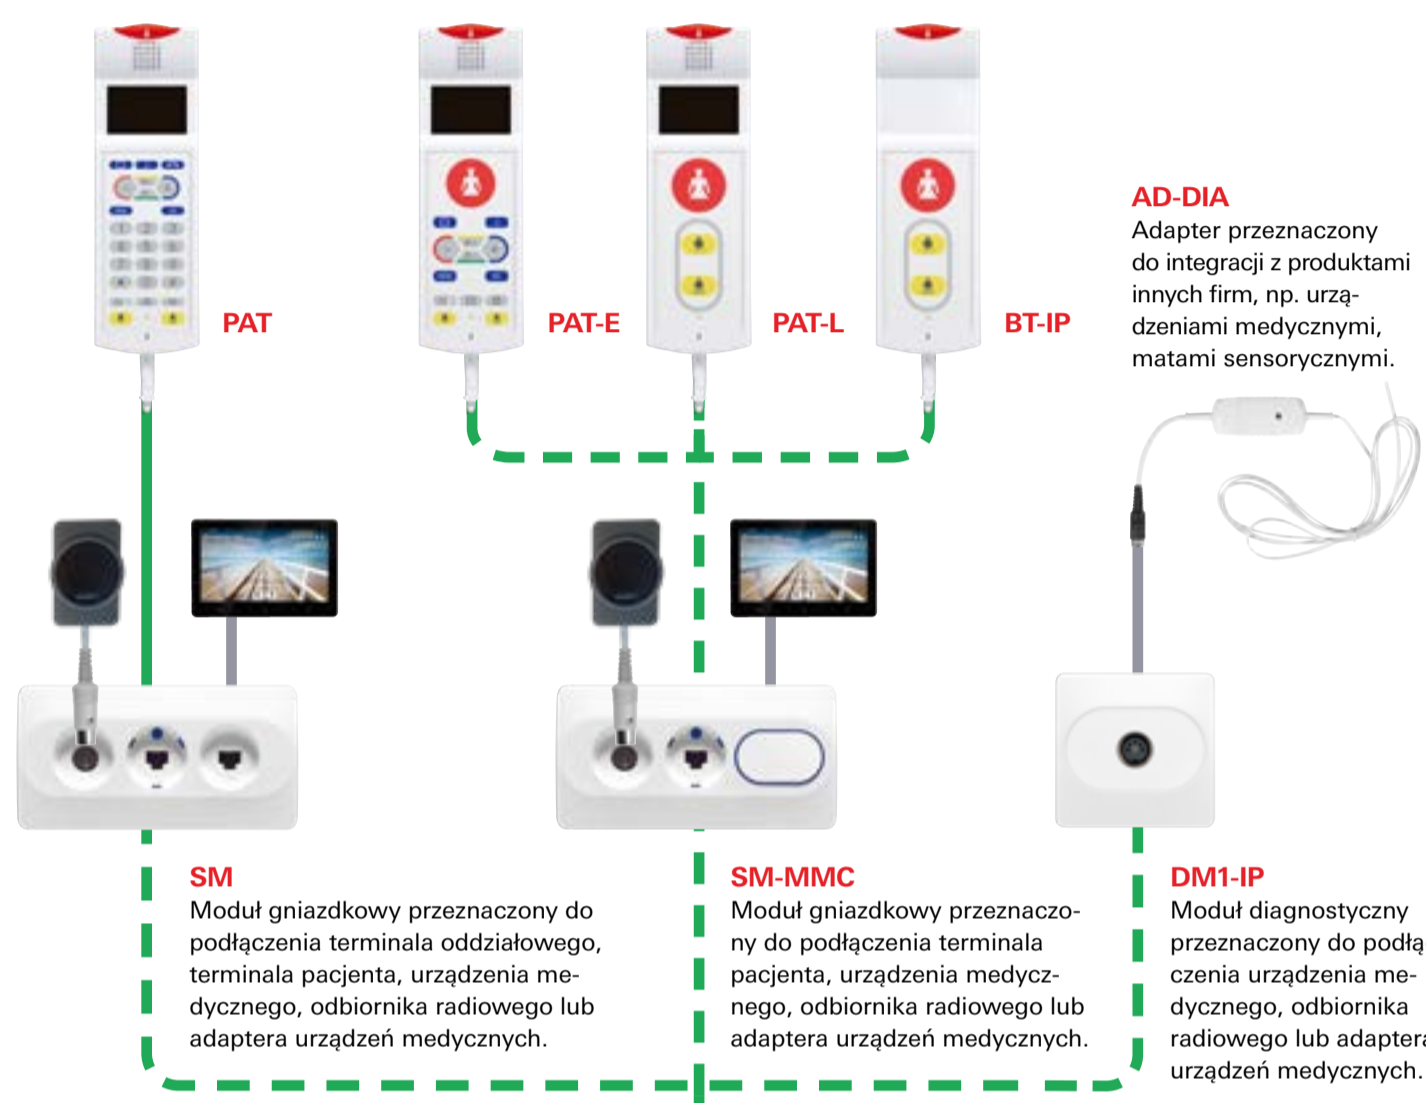 PAT
PAT-E
PAT-L
BT-IP
AD-DIA
Adapter przeznaczony
do integracji z produktami
innych firm, np. urzą-
dzeniami medycznymi,
matami sensorycznymi.
SM
Moduł gniazdkowy przeznaczony do
podłączenia terminala oddziałowego,
terminala pacjenta, urządzenia me-
dycznego, odbiornika radiowego lub
adaptera urządzeń medycznych.
SM-MMC
Moduł gniazdkowy przeznaczo-
ny do podłączenia terminala
pacjenta, urządzenia medycz-
nego, odbiornika radiowego lub
adaptera urządzeń medycznych.
DM1-IP
Moduł diagnostyczny
przeznaczony do podłą
czenia urządzenia me-
dycznego, odbiornika
radiowego lub adaptera
urządzeń medycznych.